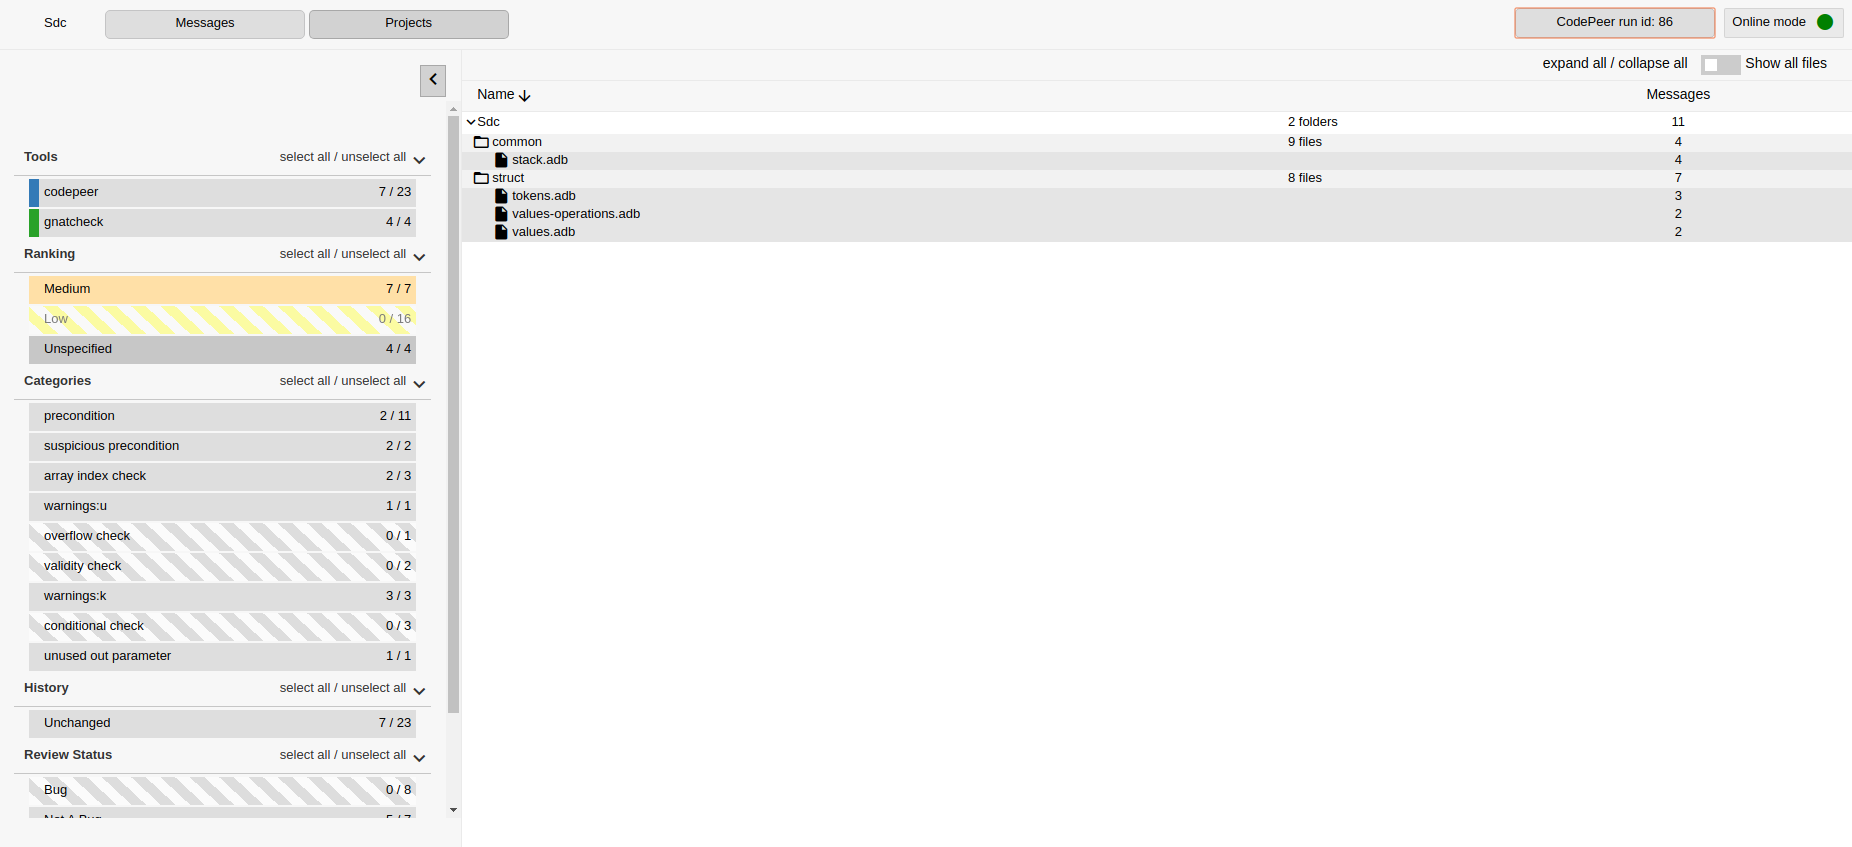 Sdc Messages Projects CodePeer run id: 86 Online mode
expand all / collapse all Show all files
Name Messages
Sdc 2 folders 11
common 9 files 4
stack.adb 4
struct 8 files 7
tokens.adb 3
values-operations.adb 2
values.adb 2
Tools select all / unselect all
codepeer 7 / 23
gnatcheck 4 / 4
Ranking select all / unselect all
Medium 7 / 7
Low 0 / 16
Unspecified 4 / 4
Categories select all / unselect all
precondition 2 / 11
suspicious precondition 2 / 2
array index check 2 / 3
warnings:u 1 / 1
overflow check 0 / 1
validity check 0 / 2
warnings:k 3 / 3
conditional check 0 / 3
unused out parameter 1 / 1
History select all / unselect all
Unchanged 7 / 23
Review Status select all / unselect all
Bug 0 / 8